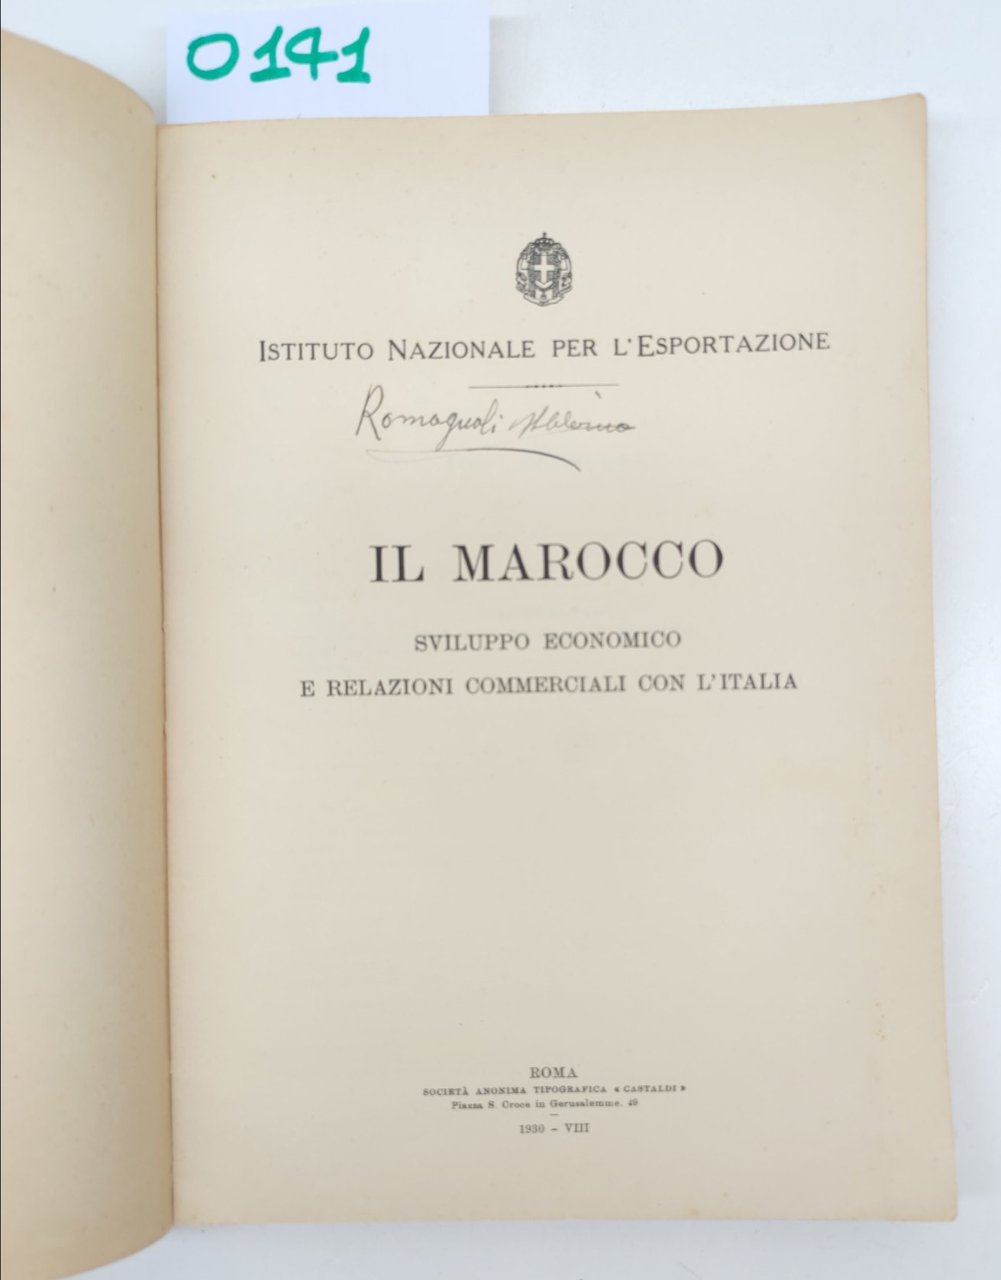 0141
ISTITUTO NAZIONALE PER L'ESPORTAZIONE
Romagnoli
IL MAROCCO
SVILUPPO ECONOMICO
E RELAZIONI COMMERCIALI CON L'ITALIA
ROMA
SOCIETÀ ANONIMA TIPOGRAFICA « CASTALDI »
Piazza S. Croce in Gerusalemme, 49
1930 - VIII